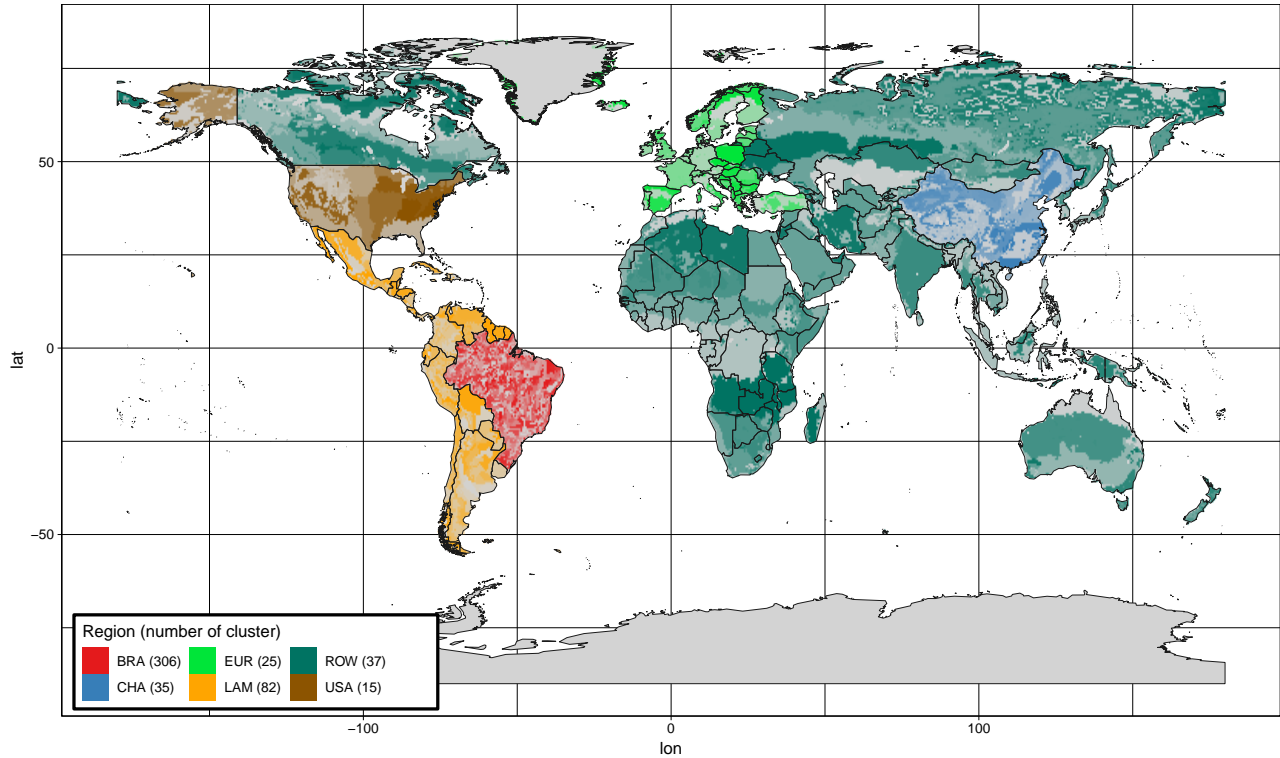 50
0
−50
lat
Region (number of cluster)
BRA (306) EUR (25) ROW (37)
CHA (35) LAM (82) USA (15)
−100 0 100
lon